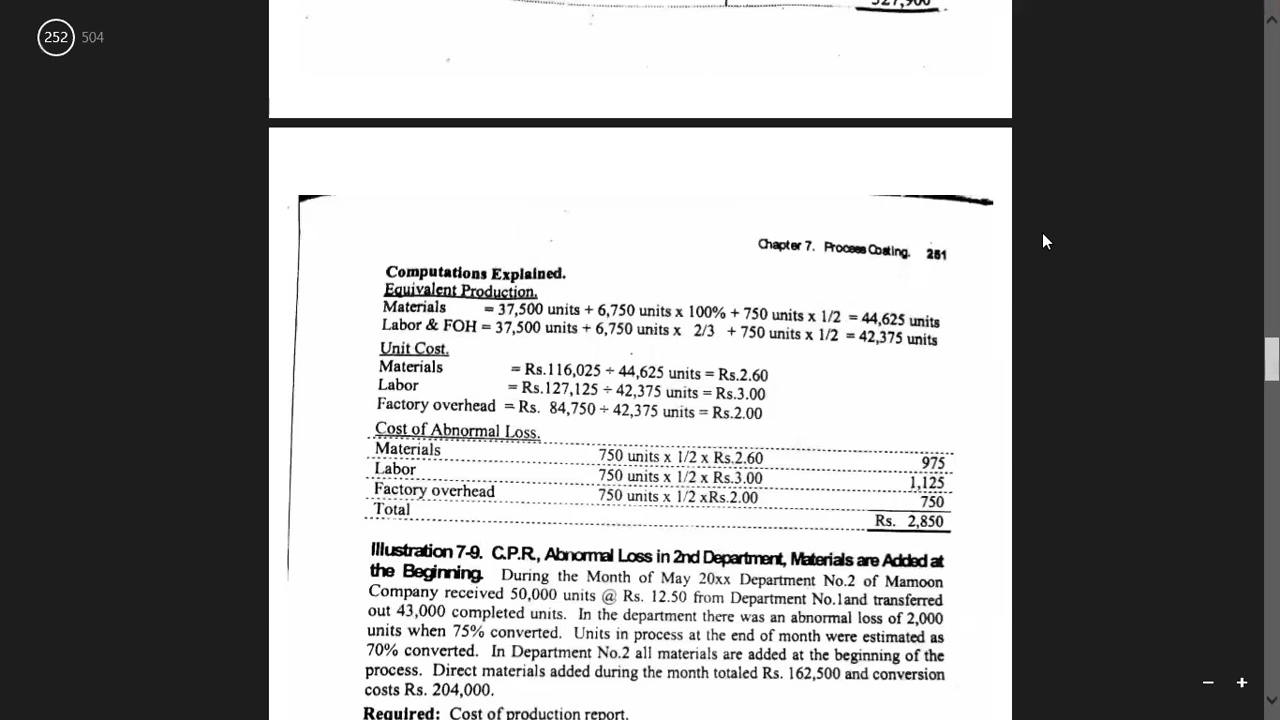 252 504
327,900
Chapter 7. Process Costing. 251
Computations Explained.
Equivalent Production.
Materials = 37,500 units + 6,750 units x 100% + 750 units x 1/2 = 44,625 units
Labor & FOH = 37,500 units + 6,750 units x 2/3 + 750 units x 1/2 = 42,375 units
Unit Cost.
Materials = Rs.116,025 ÷ 44,625 units = Rs.2.60
Labor = Rs.127,125 ÷ 42,375 units = Rs.3.00
Factory overhead = Rs. 84,750 ÷ 42,375 units = Rs.2.00
Cost of Abnormal Loss.
Materials 750 units x 1/2 x Rs.2.60 975
Labor 750 units x 1/2 x Rs.3.00 1,125
Factory overhead 750 units x 1/2 xRs.2.00 750
Total Rs. 2,850
Illustration 7-9. C.P.R., Abnormal Loss in 2nd Department, Materials are Added at
the Beginning. During the Month of May 20xx Department No.2 of Mamoon
Company received 50,000 units @ Rs. 12.50 from Department No.1and transferred
out 43,000 completed units. In the department there was an abnormal loss of 2,000
units when 75% converted. Units in process at the end of month were estimated as
70% converted. In Department No.2 all materials are added at the beginning of the
process. Direct materials added during the month totaled Rs. 162,500 and conversion
costs Rs. 204,000.
Required: Cost of production report.